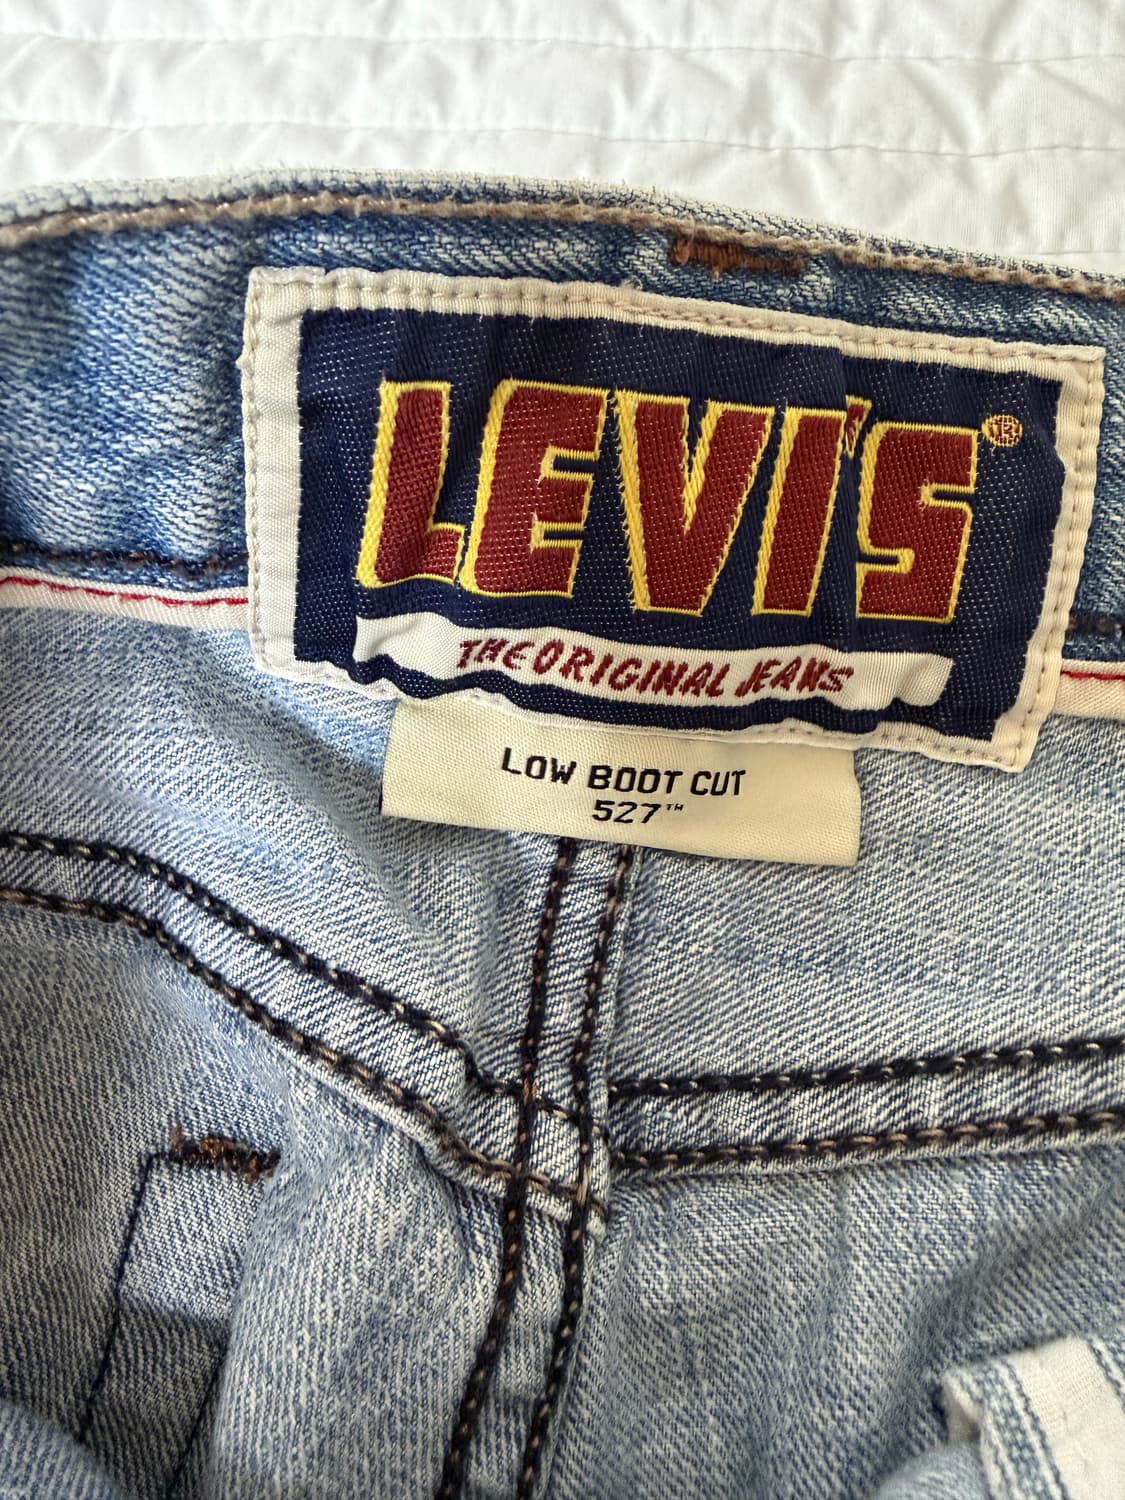 LEVI'S®
THE ORIGINAL JEANS
LOW BOOT CUT
527™